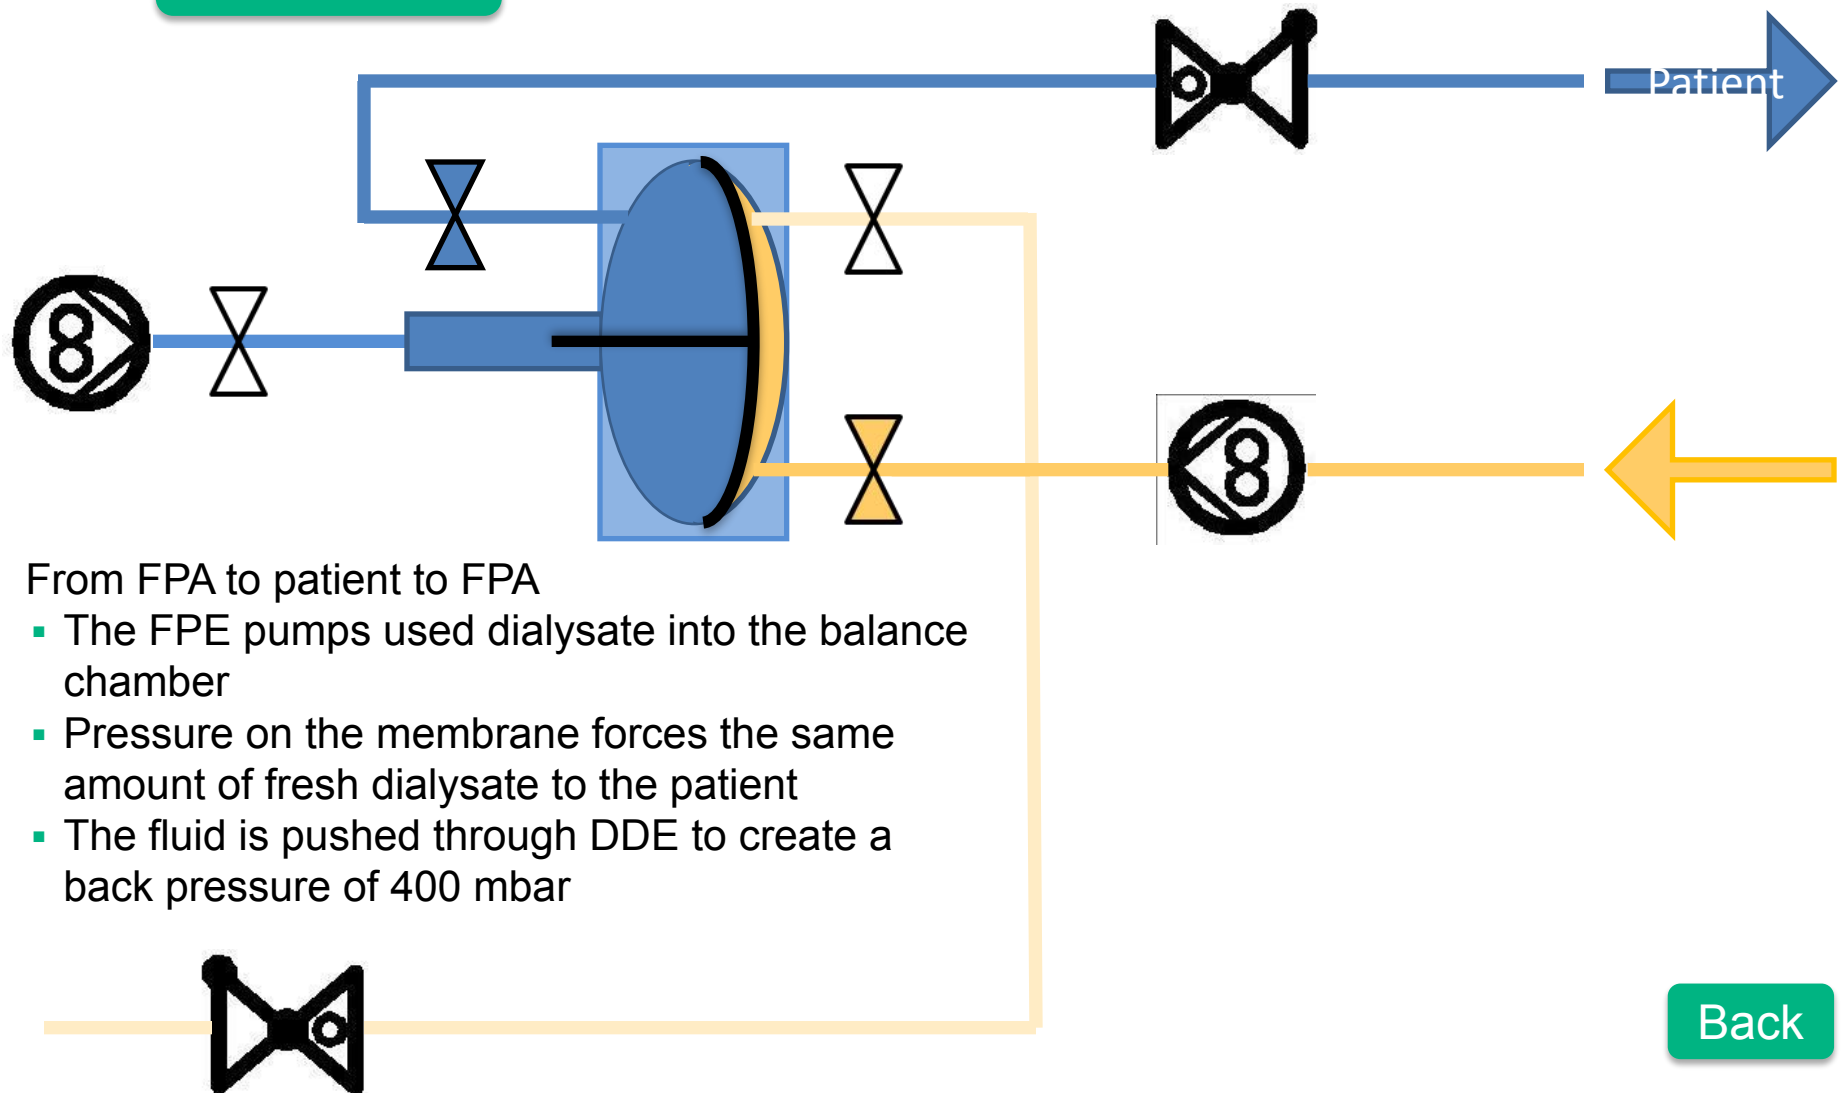 Patient
From FPA to patient to FPA
▪ The FPE pumps used dialysate into the balance
chamber
▪ Pressure on the membrane forces the same
amount of fresh dialysate to the patient
▪ The fluid is pushed through DDE to create a
back pressure of 400 mbar
Back